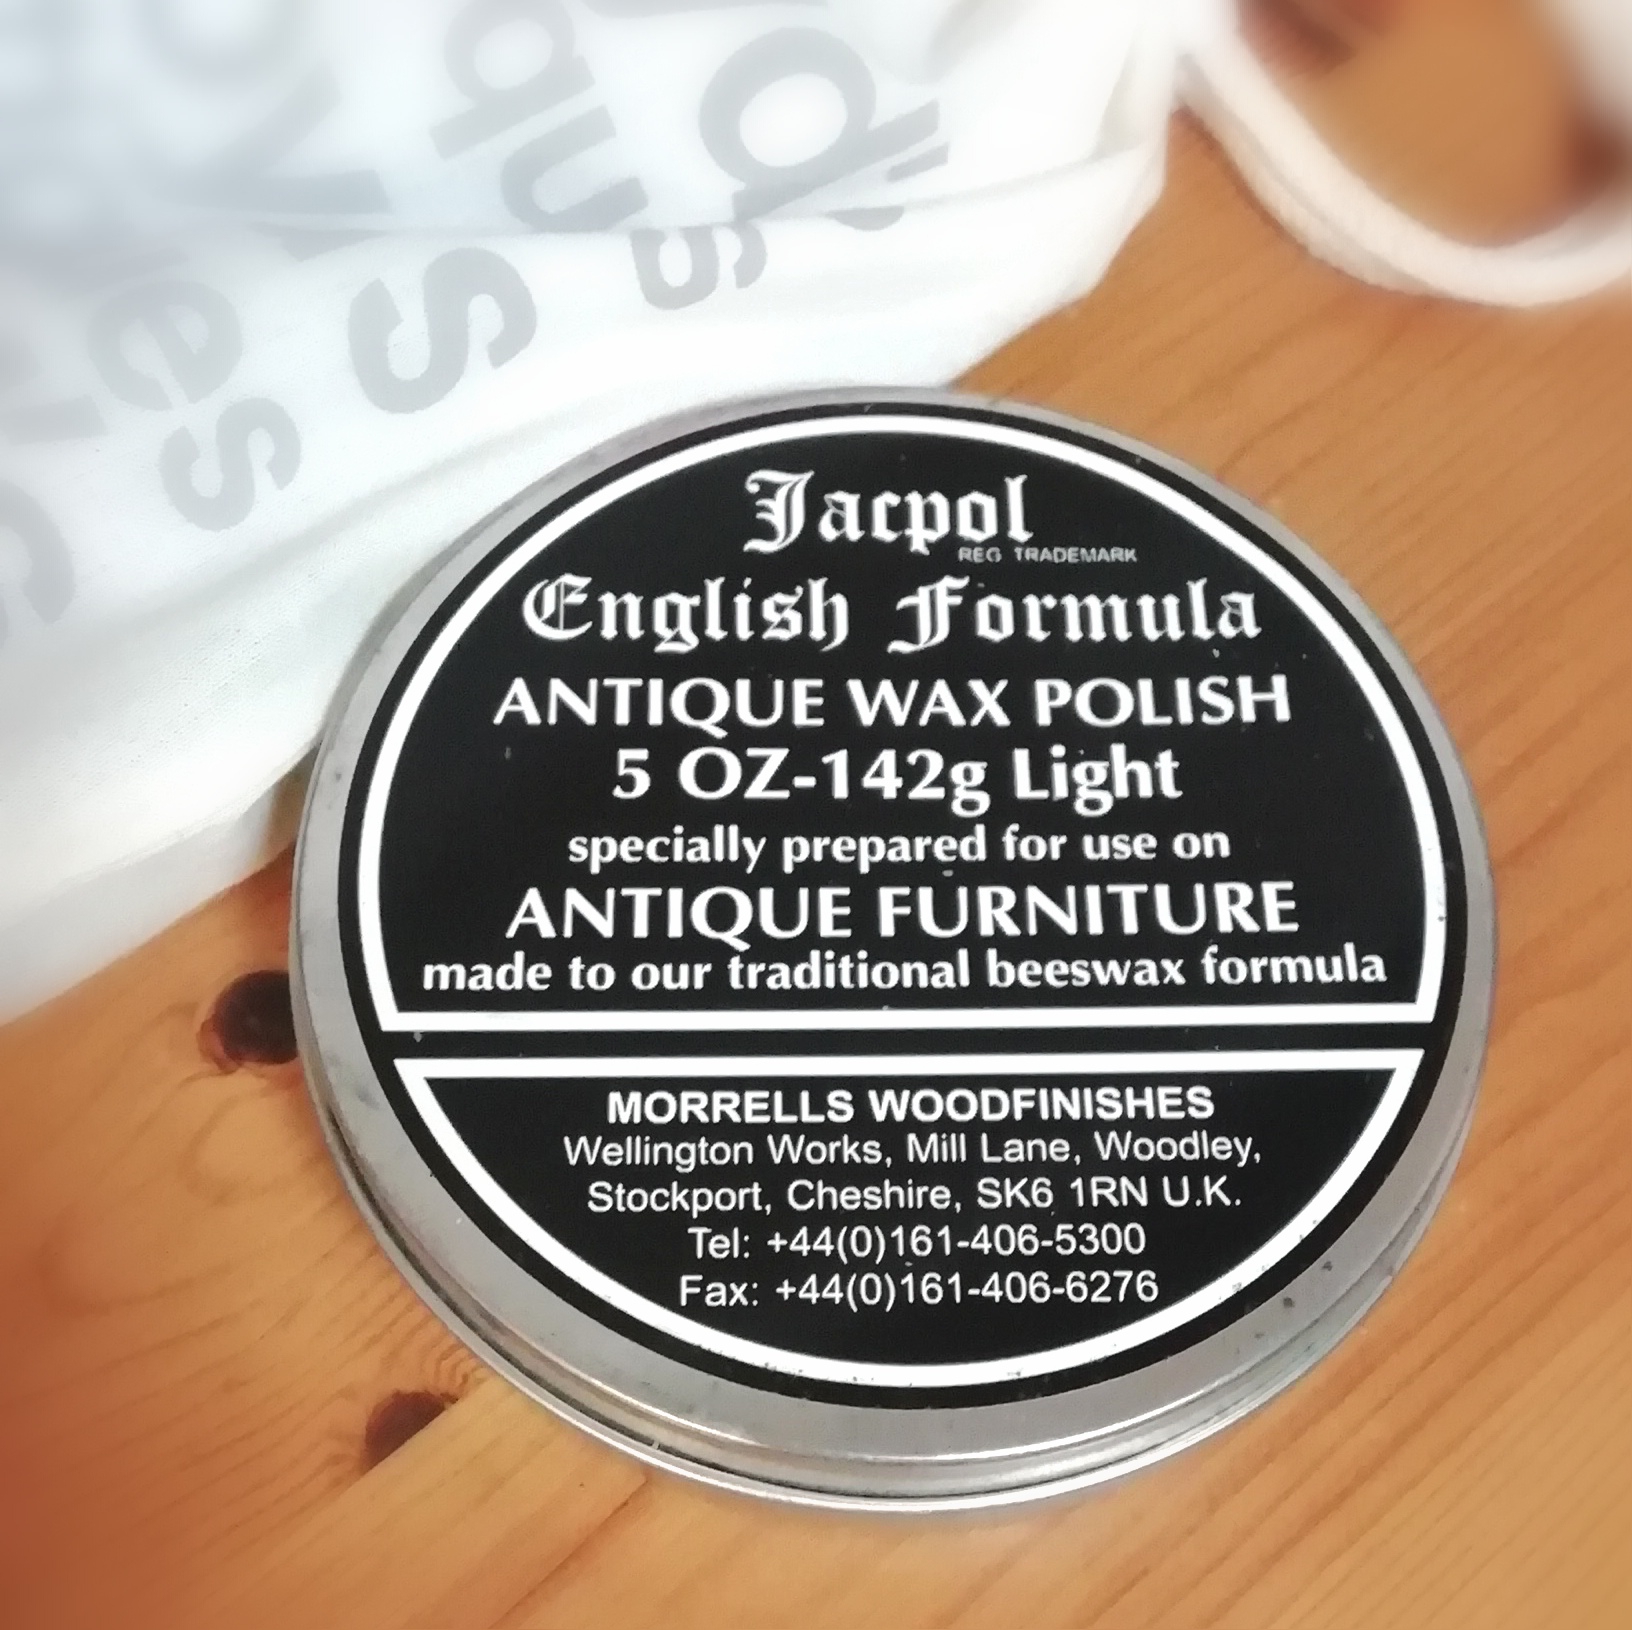 Jacpol
REG TRADEMARK
English Formula
ANTIQUE WAX POLISH
5 OZ-142g Light
specially prepared for use on
ANTIQUE FURNITURE
made to our traditional beeswax formula
MORRELLS WOODFINISHES
Wellington Works, Mill Lane, Woodley,
Stockport, Cheshire, SK6 1RN U.K.
Tel: +44(0)161-406-5300
Fax: +44(0)161-406-6276